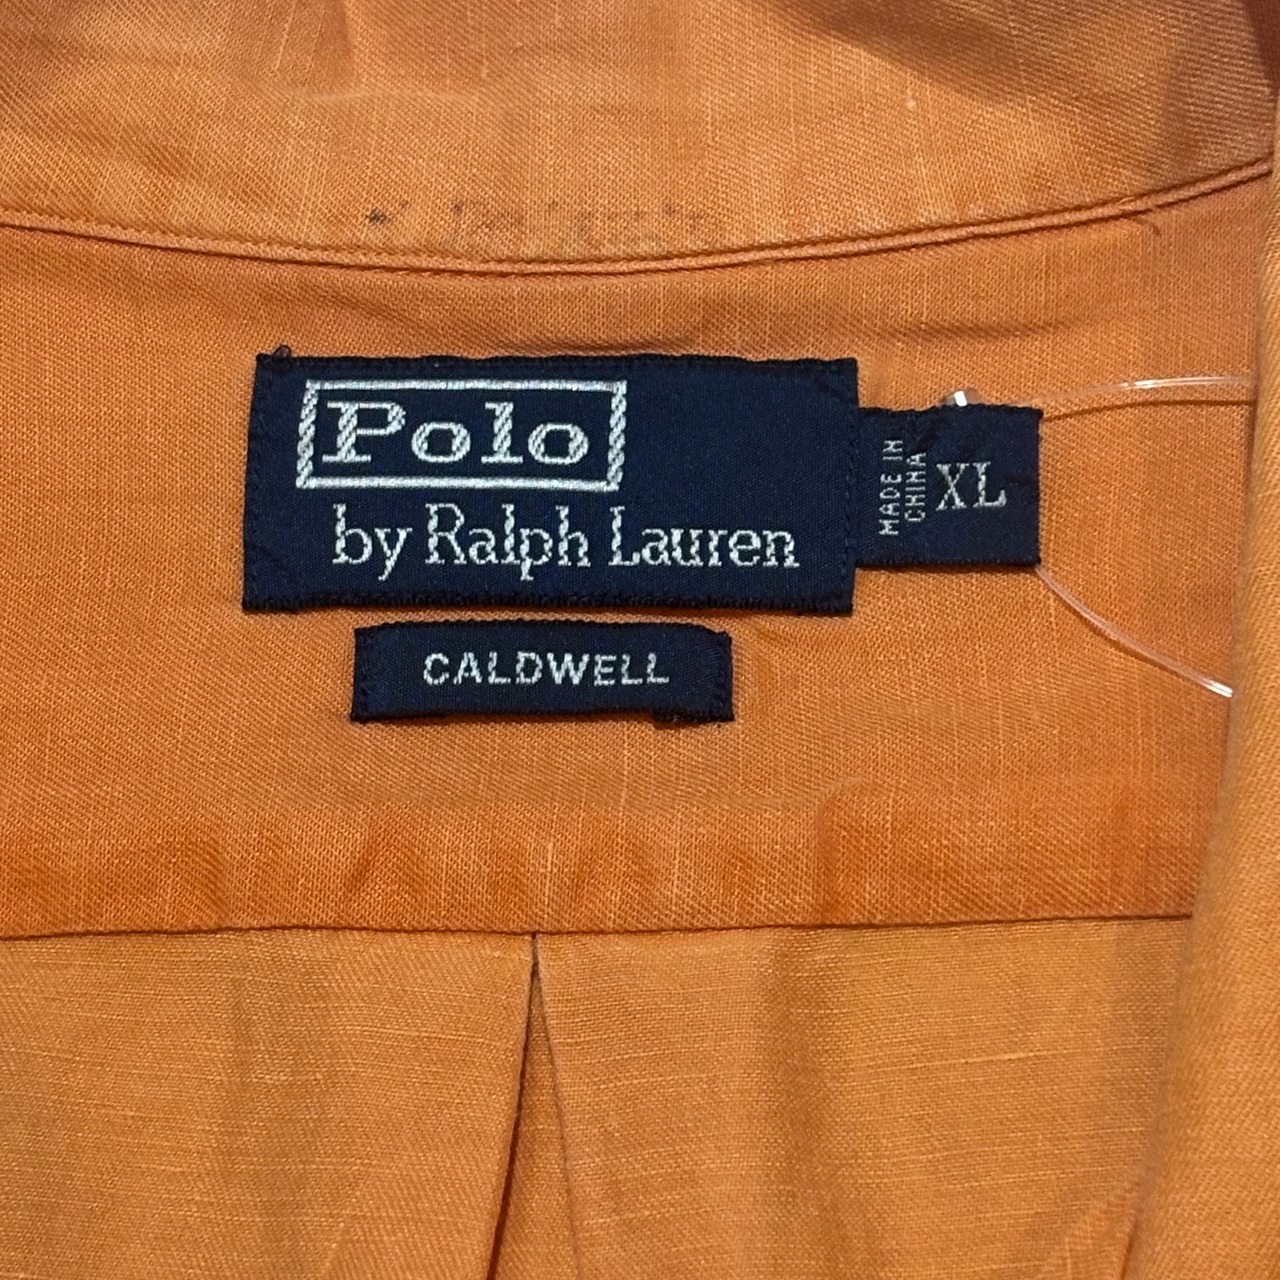 Polo
by Ralph Lauren
MADE IN
CHINA
XL
CALDWELL